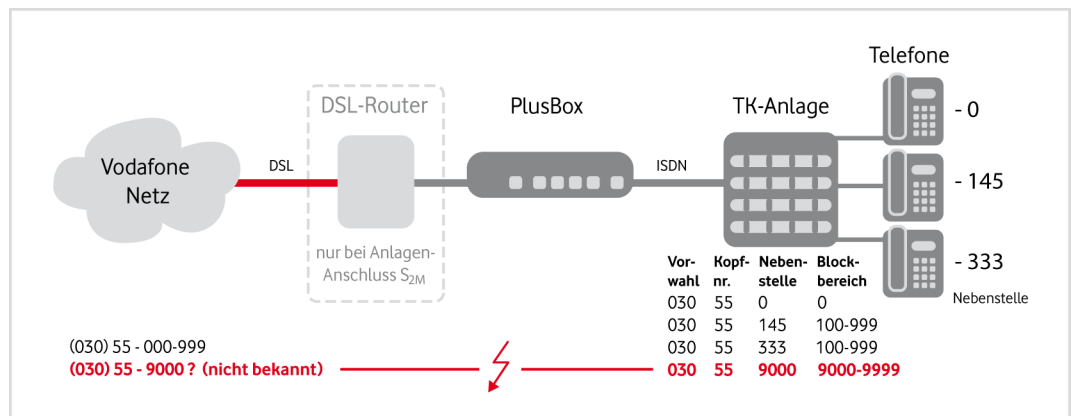 Telefone
DSL-Router
PlusBox
TK-Anlage
- 0
Vodafone
Netz
DSL
ISDN
- 145
nur bei Anlagen-
Anschluss S2M
- 333
Nebenstelle
Vor-
wahl Kopf-
nr. Neben-
stelle Block-
bereich
030 55 0 0
030 55 145 100-999
030 55 333 100-999
030 55 9000 9000-9999
(030) 55 - 000-999
(030) 55 - 9000 ? (nicht bekannt)